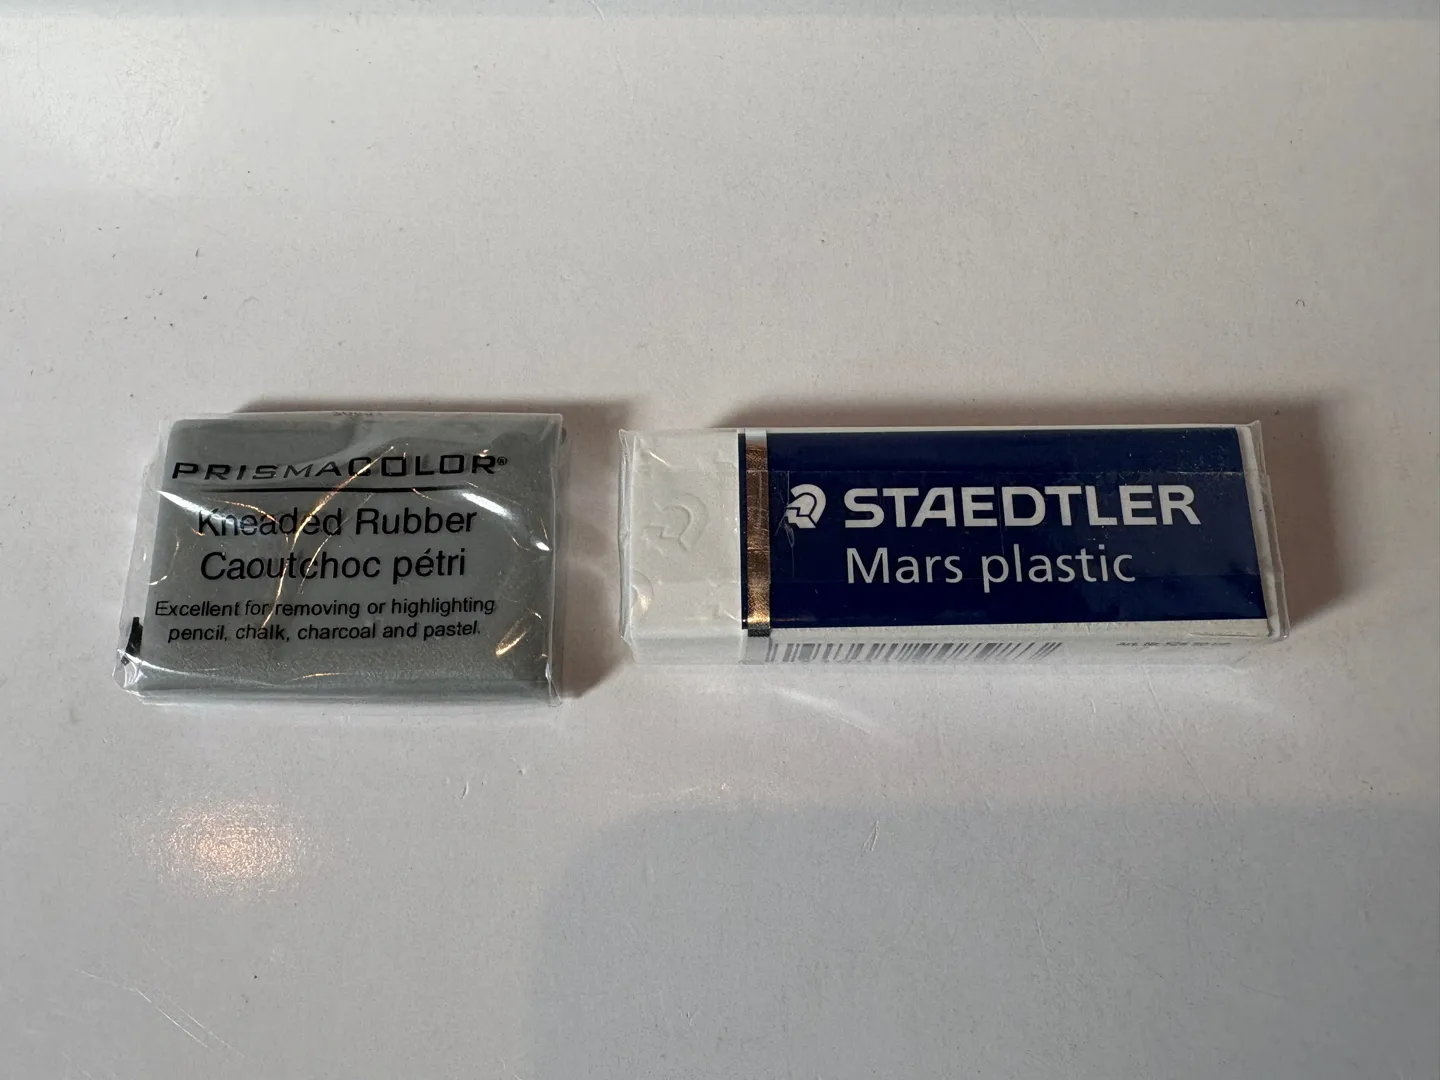 PRISMACOLOR®
Kneaded Rubber
Caoutchoc pétri
Excellent for removing or highlighting
pencil, chalk, charcoal and pastel.
STAEDTLER
Mars plastic